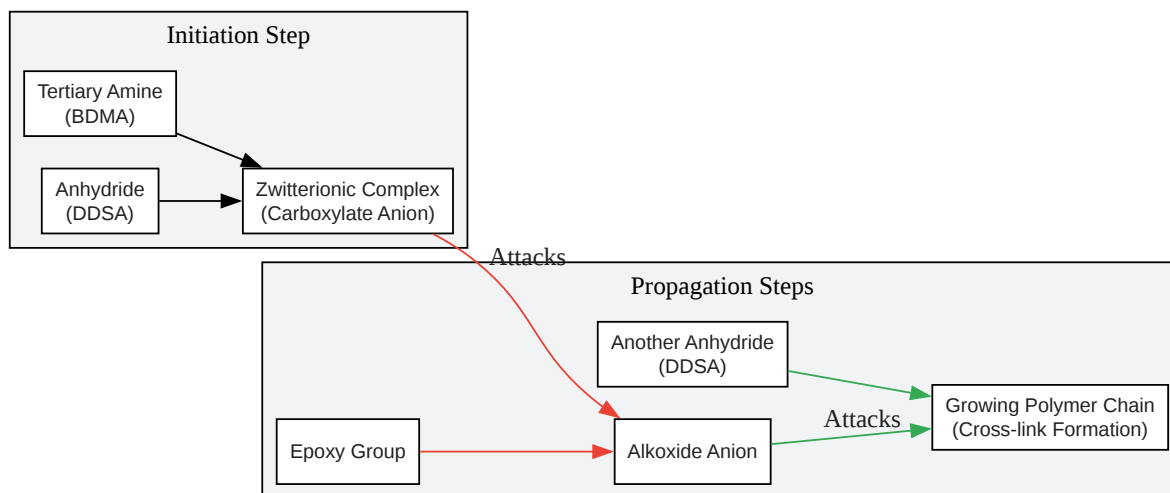 Initiation Step
Tertiary Amine
(BDMA)
Anhydride
(DDSA)
Zwitterionic Complex
(Carboxylate Anion)
Attacks
Propagation Steps
Another Anhydride
(DDSA)
Epoxy Group
Alkoxide Anion
Attacks
Growing Polymer Chain
(Cross-link Formation)